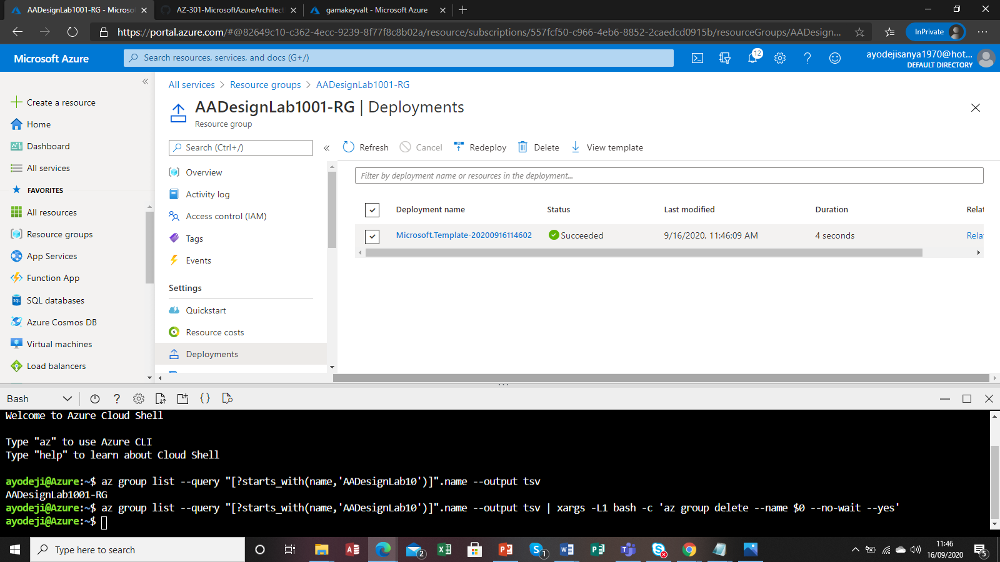 AADesignLab1001-RG - Microso
AZ-301-MicrosoftAzureArchitect
gamakeyvalt - Microsoft Azure
https://portal.azure.com/#@82649c10-c362-4ecc-9239-8f77f8c8b02a/resource/subscriptions/557fcf50-c966-4eb6-8852-2caedcd0915b/resourceGroups/AADesign...
InPrivate
Microsoft Azure
Search resources, services, and docs (G+/)
12
ayodejisanya1970@hot...
DEFAULT DIRECTORY
Create a resource
Home
Dashboard
All services
FAVORITES
All resources
Resource groups
App Services
Function App
SQL databases
Azure Cosmos DB
Virtual machines
Load balancers
All services > Resource groups > AADesignLab1001-RG
AADesignLab1001-RG | Deployments
Resource group
Search (Ctrl+/)
Overview
Activity log
Access control (IAM)
Tags
Events
Settings
Quickstart
Resource costs
Deployments
Refresh Cancel Redeploy Delete View template
Filter by deployment name or resources in the deployment...
Deployment name Status Last modified Duration Relat
Microsoft.Template-20200916114602 Succeeded 9/16/2020, 11:46:09 AM 4 seconds Rela
Bash
Welcome to Azure Cloud Shell
Type "az" to use Azure CLI
Type "help" to learn about Cloud Shell
ayodeji@Azure:~$ az group list --query "[?starts_with(name,'AADesignLab10')]".name --output tsv
AADesignLab1001-RG
ayodeji@Azure:~$ az group list --query "[?starts_with(name,'AADesignLab10')]".name --output tsv | xargs -L1 bash -c 'az group delete --name $0 --no-wait --yes'
ayodeji@Azure:~$
Type here to search
2
1
11:46
16/09/2020
5